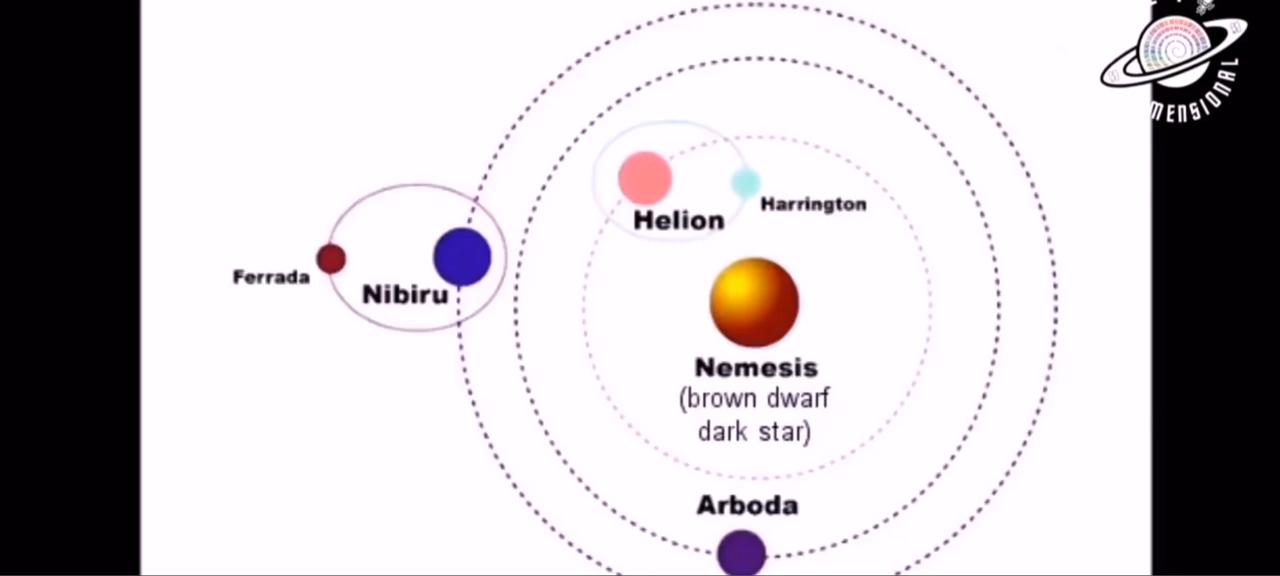 MENSIONAL
Helion
Harrington
Ferrada
Nibiru
Nemesis
(brown dwarf
dark star)
Arboda